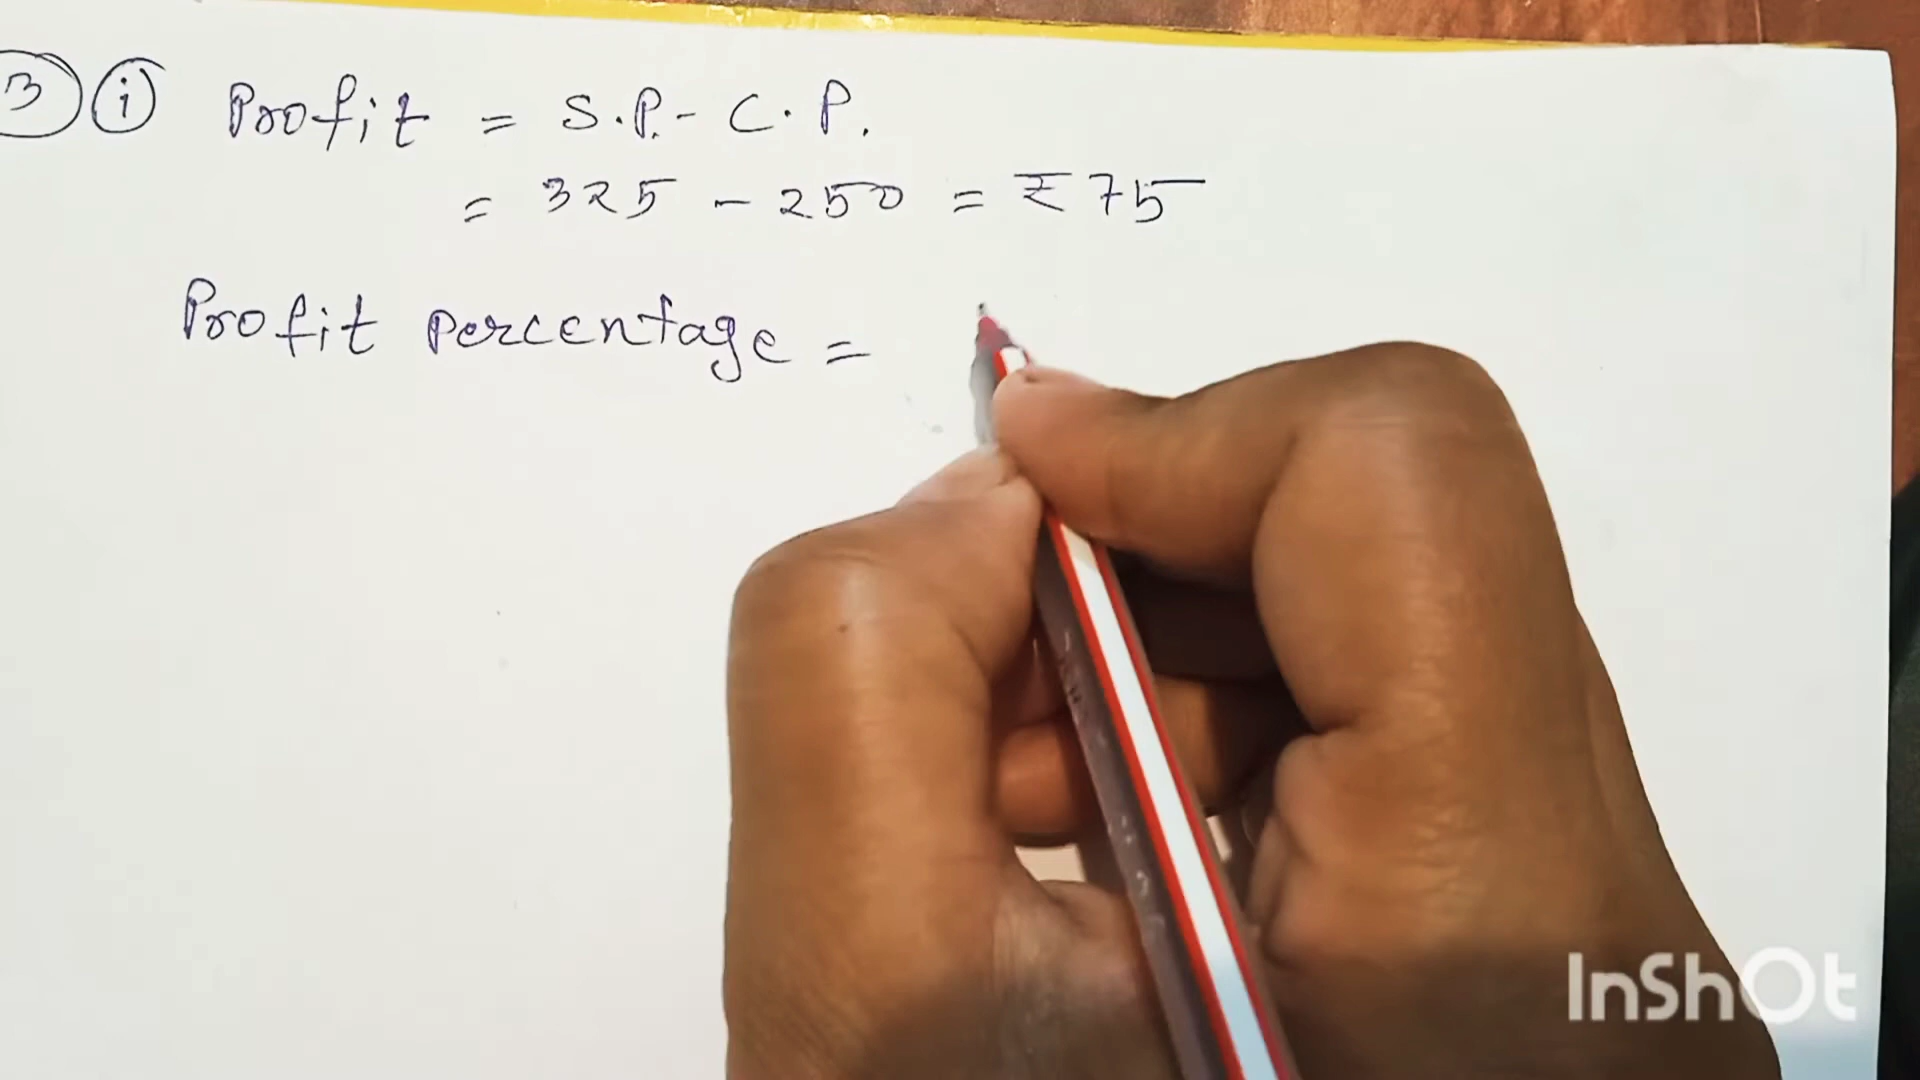 3 i Profit = S.P. - C.P.
= 325 - 250 = ₹ 75
Profit percentage =
InShOt